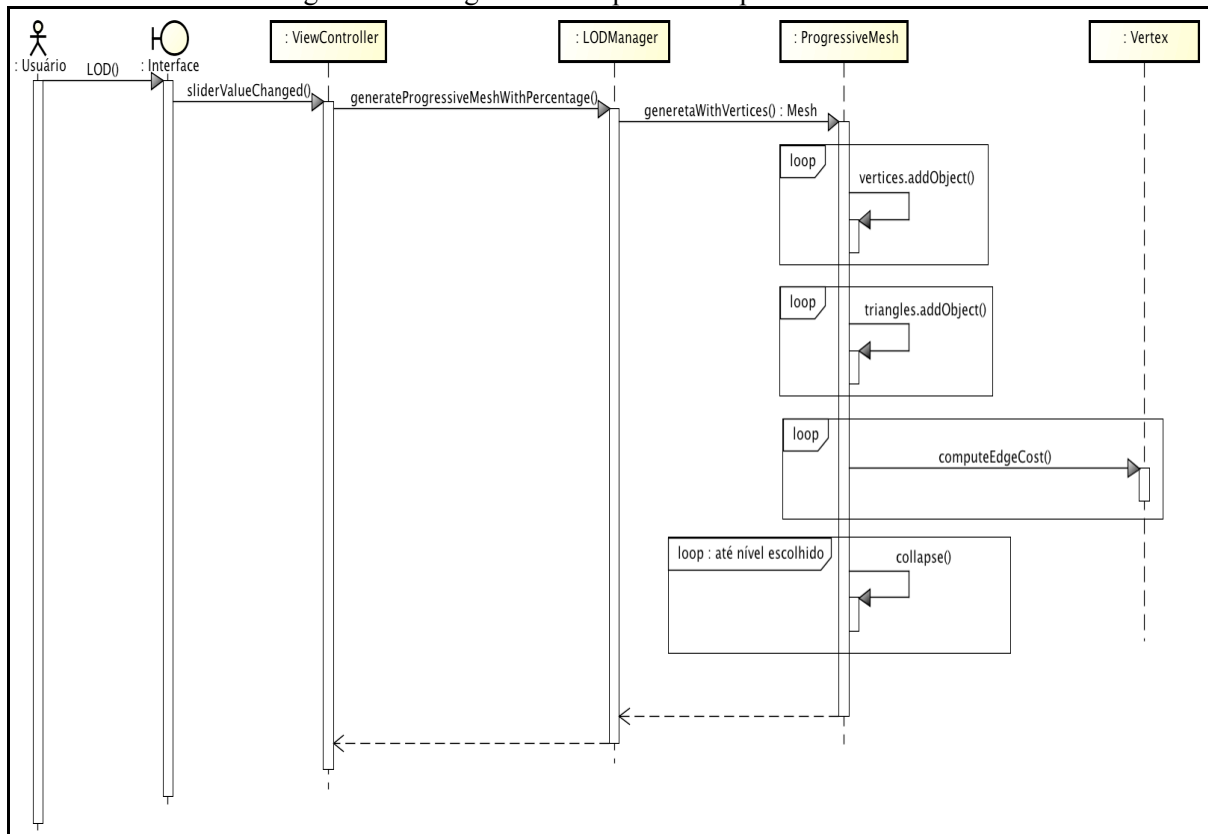 : Usuário
: Interface
: ViewController
: LODManager
: ProgressiveMesh
: Vertex
LOD()
sliderValueChanged()
generateProgressiveMeshWithPercentage()
generetaWithVertices() : Mesh
loop
vertices.addObject()
loop
triangles.addObject()
loop
computeEdgeCost()
loop : até nível escolhido
collapse()